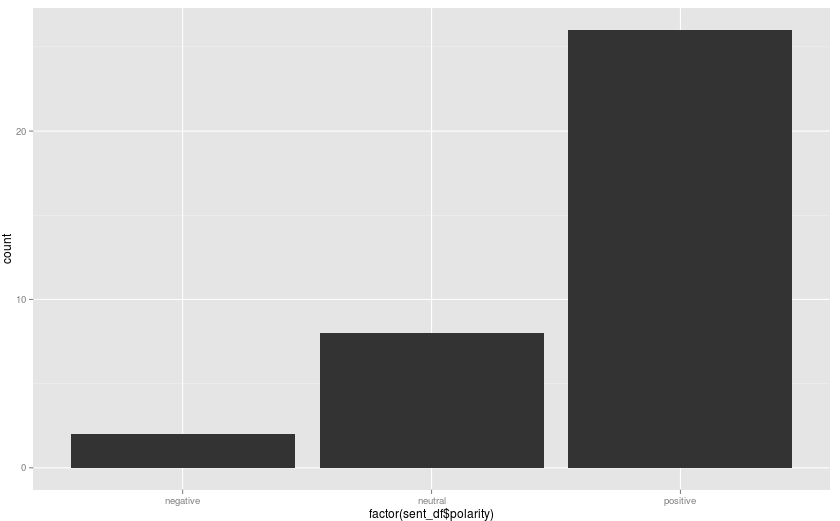 count
20
10
0
negative
neutral
positive
factor(sent_df$polarity)